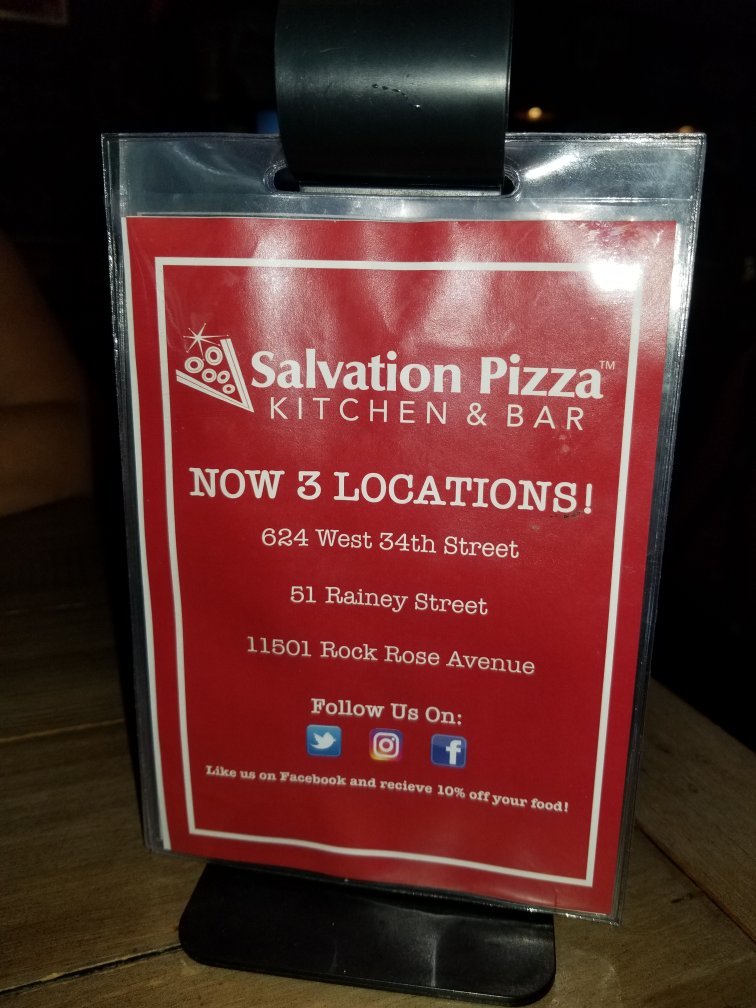 Salvation Pizza™
KITCHEN & BAR
NOW 3 LOCATIONS!
624 West 34th Street
51 Rainey Street
11501 Rock Rose Avenue
Follow Us On:
Like us on Facebook and recieve 10% off your food!